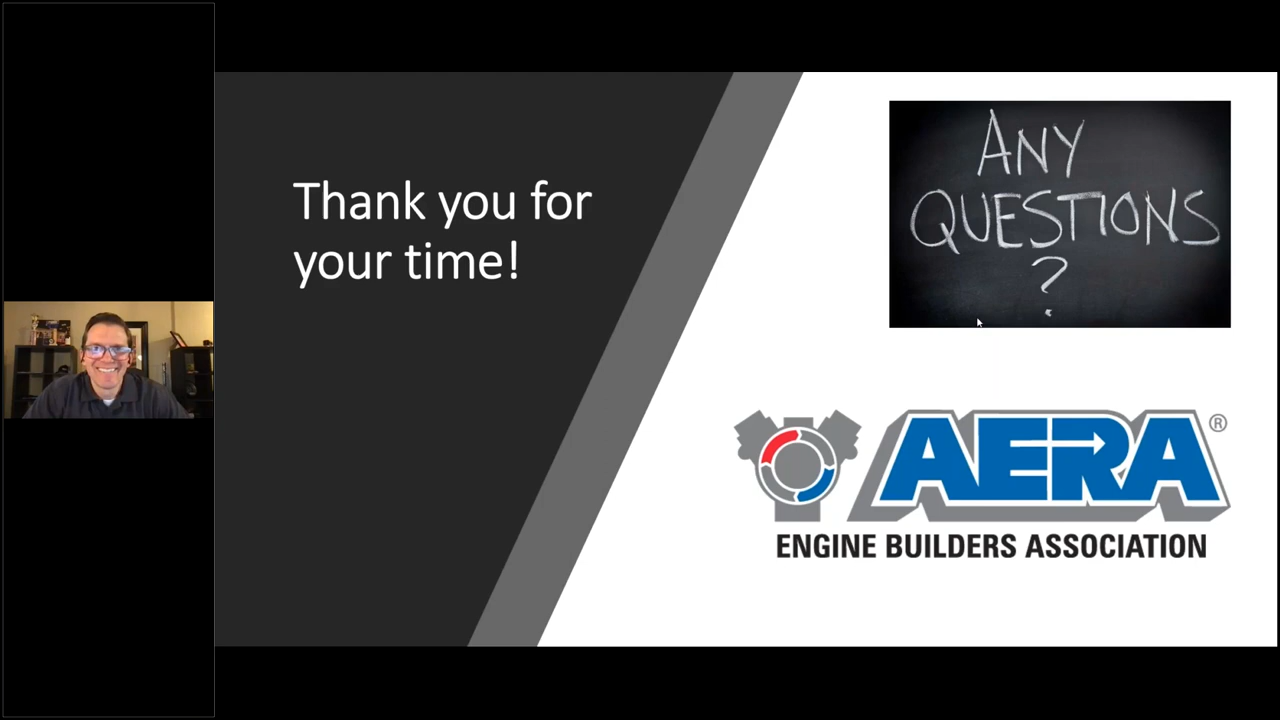 Thank you for
your time!
ANY
QUESTIONS
?
AERA®
ENGINE BUILDERS ASSOCIATION